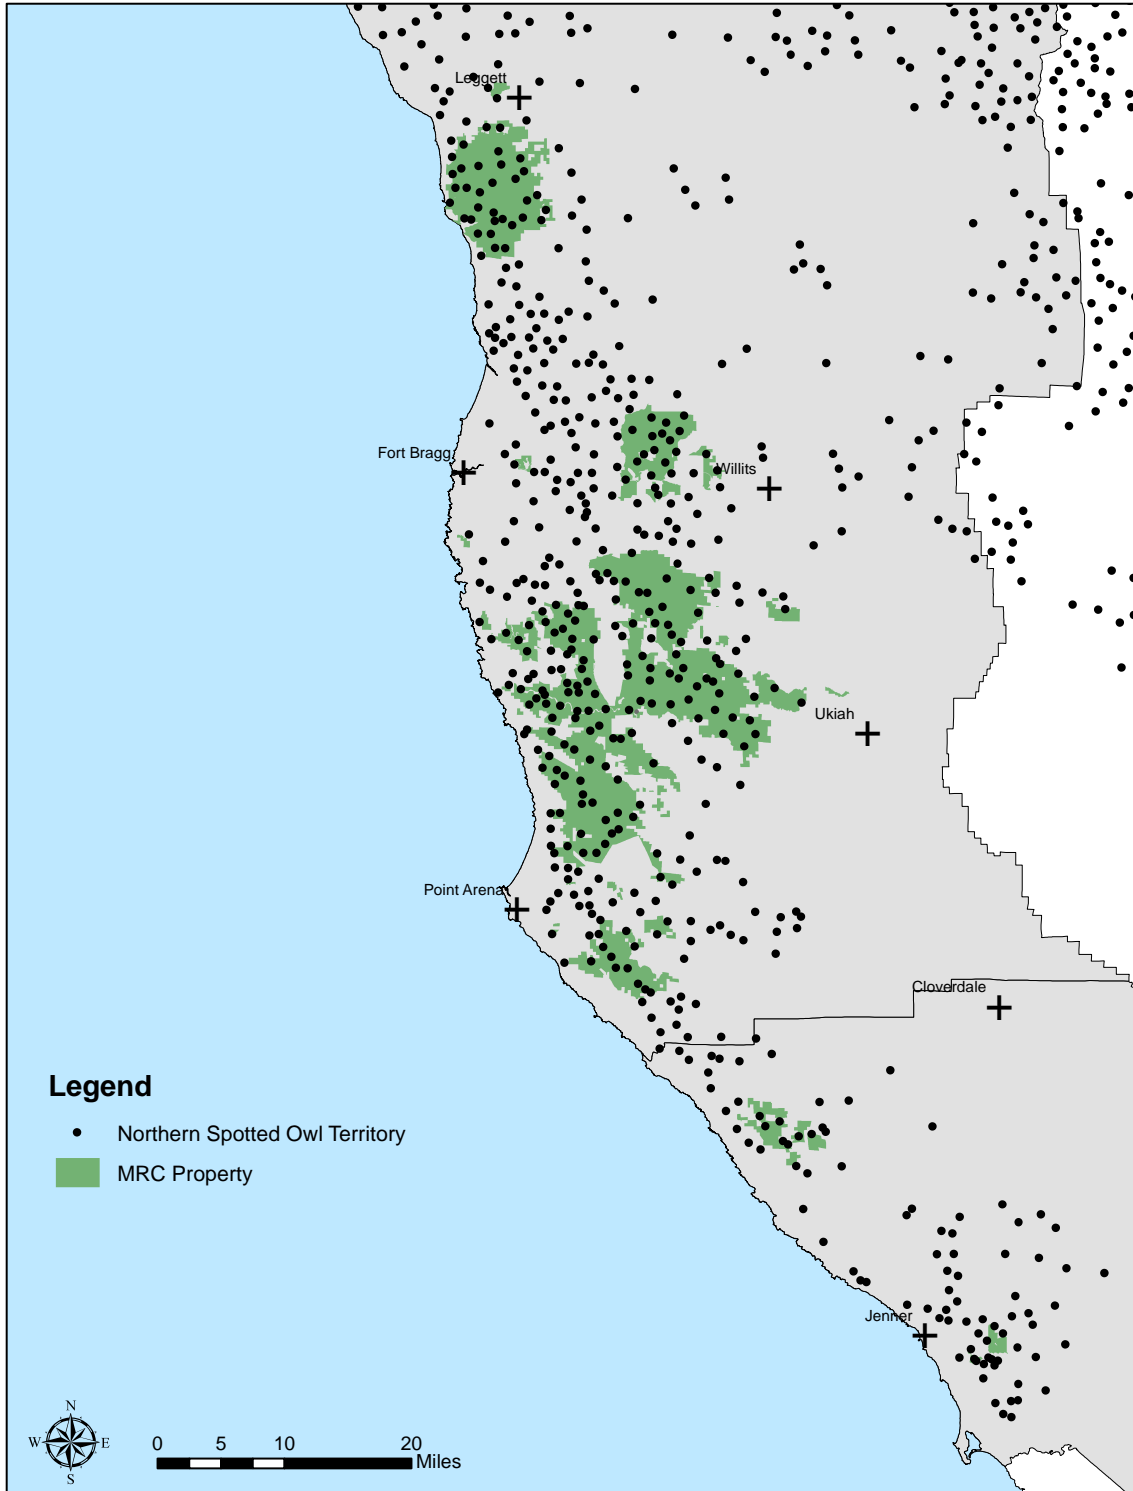 Leggett
Fort Bragg
Willits
Ukiah
Point Arena
Cloverdale
Legend
Northern Spotted Owl Territory
MRC Property
Jenner
N
W E
S
0 5 10 20
Miles